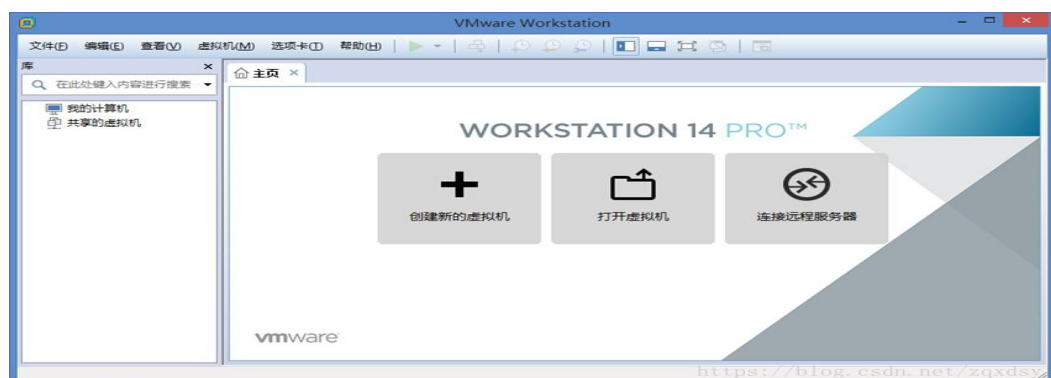 VMware Workstation
文件(F) 编辑(E) 查看(V) 虚拟机(M) 选项卡(T) 帮助(H)
库
主页
在此处键入内容进行搜索
我的计算机
共享的虚拟机
WORKSTATION 14 PRO™
创建新的虚拟机 打开虚拟机 连接远程服务器
vmware
https://blog.csdn.net/zqxdsy